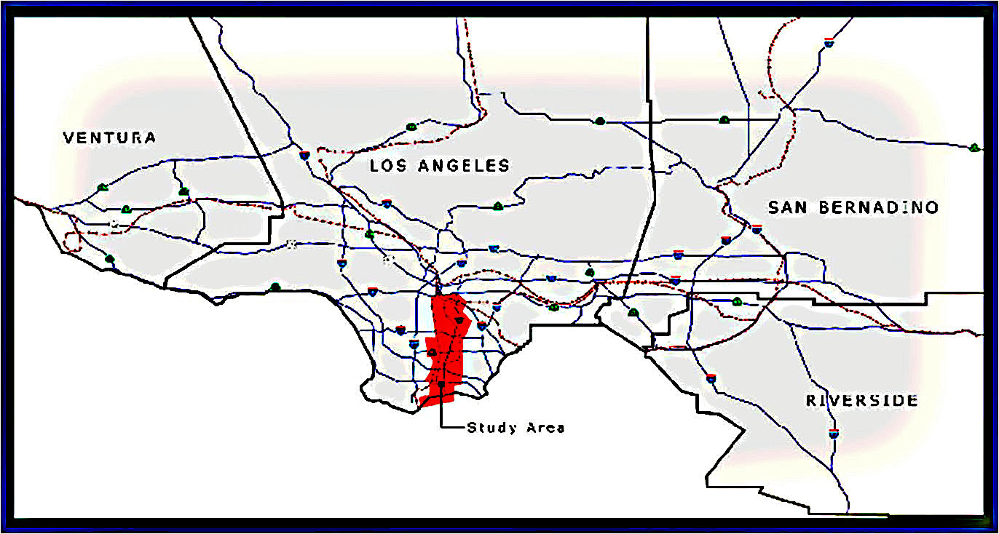 VENTURA
LOS ANGELES
SAN BERNADINO
RIVERSIDE
Study Area